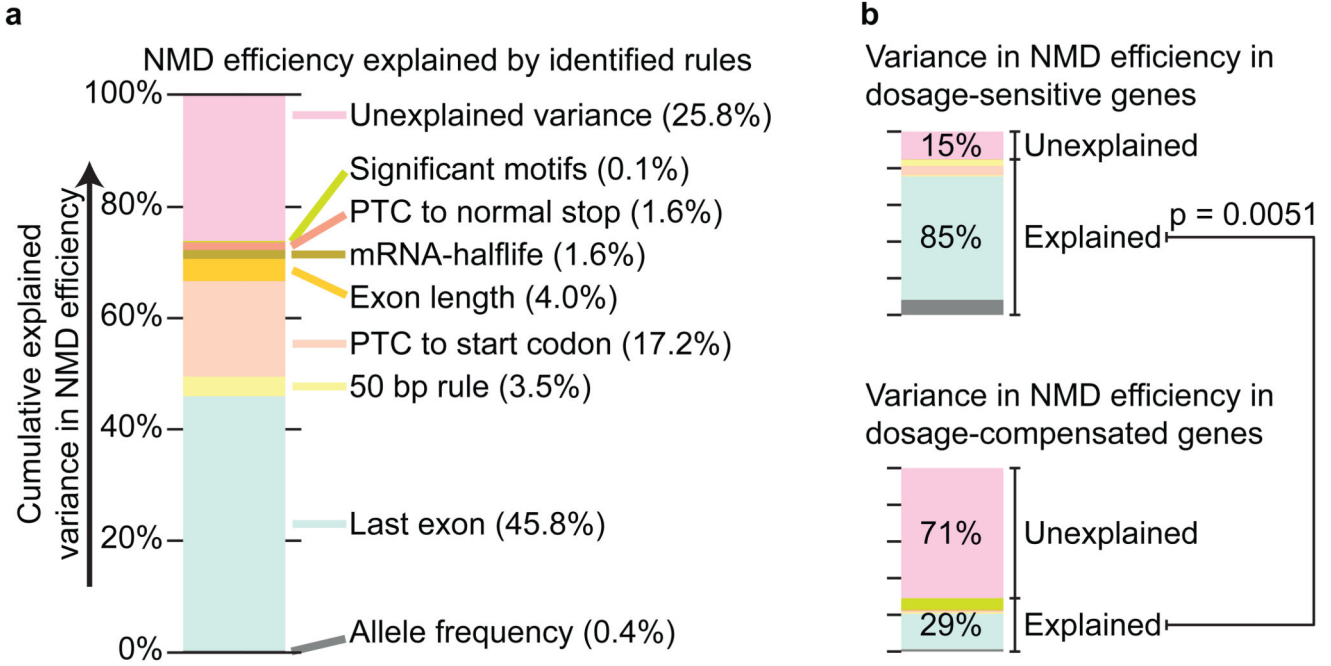 a
NMD efficiency explained by identified rules
100%
80%
60%
40%
20%
0%
Cumulative explained
variance in NMD efficiency
Unexplained variance (25.8%)
Significant motifs (0.1%)
PTC to normal stop (1.6%)
mRNA-halflife (1.6%)
Exon length (4.0%)
PTC to start codon (17.2%)
50 bp rule (3.5%)
Last exon (45.8%)
Allele frequency (0.4%)
b
Variance in NMD efficiency in
dosage-sensitive genes
15%
Unexplained
85%
Explained
p = 0.0051
Variance in NMD efficiency in
dosage-compensated genes
71%
Unexplained
29%
Explained